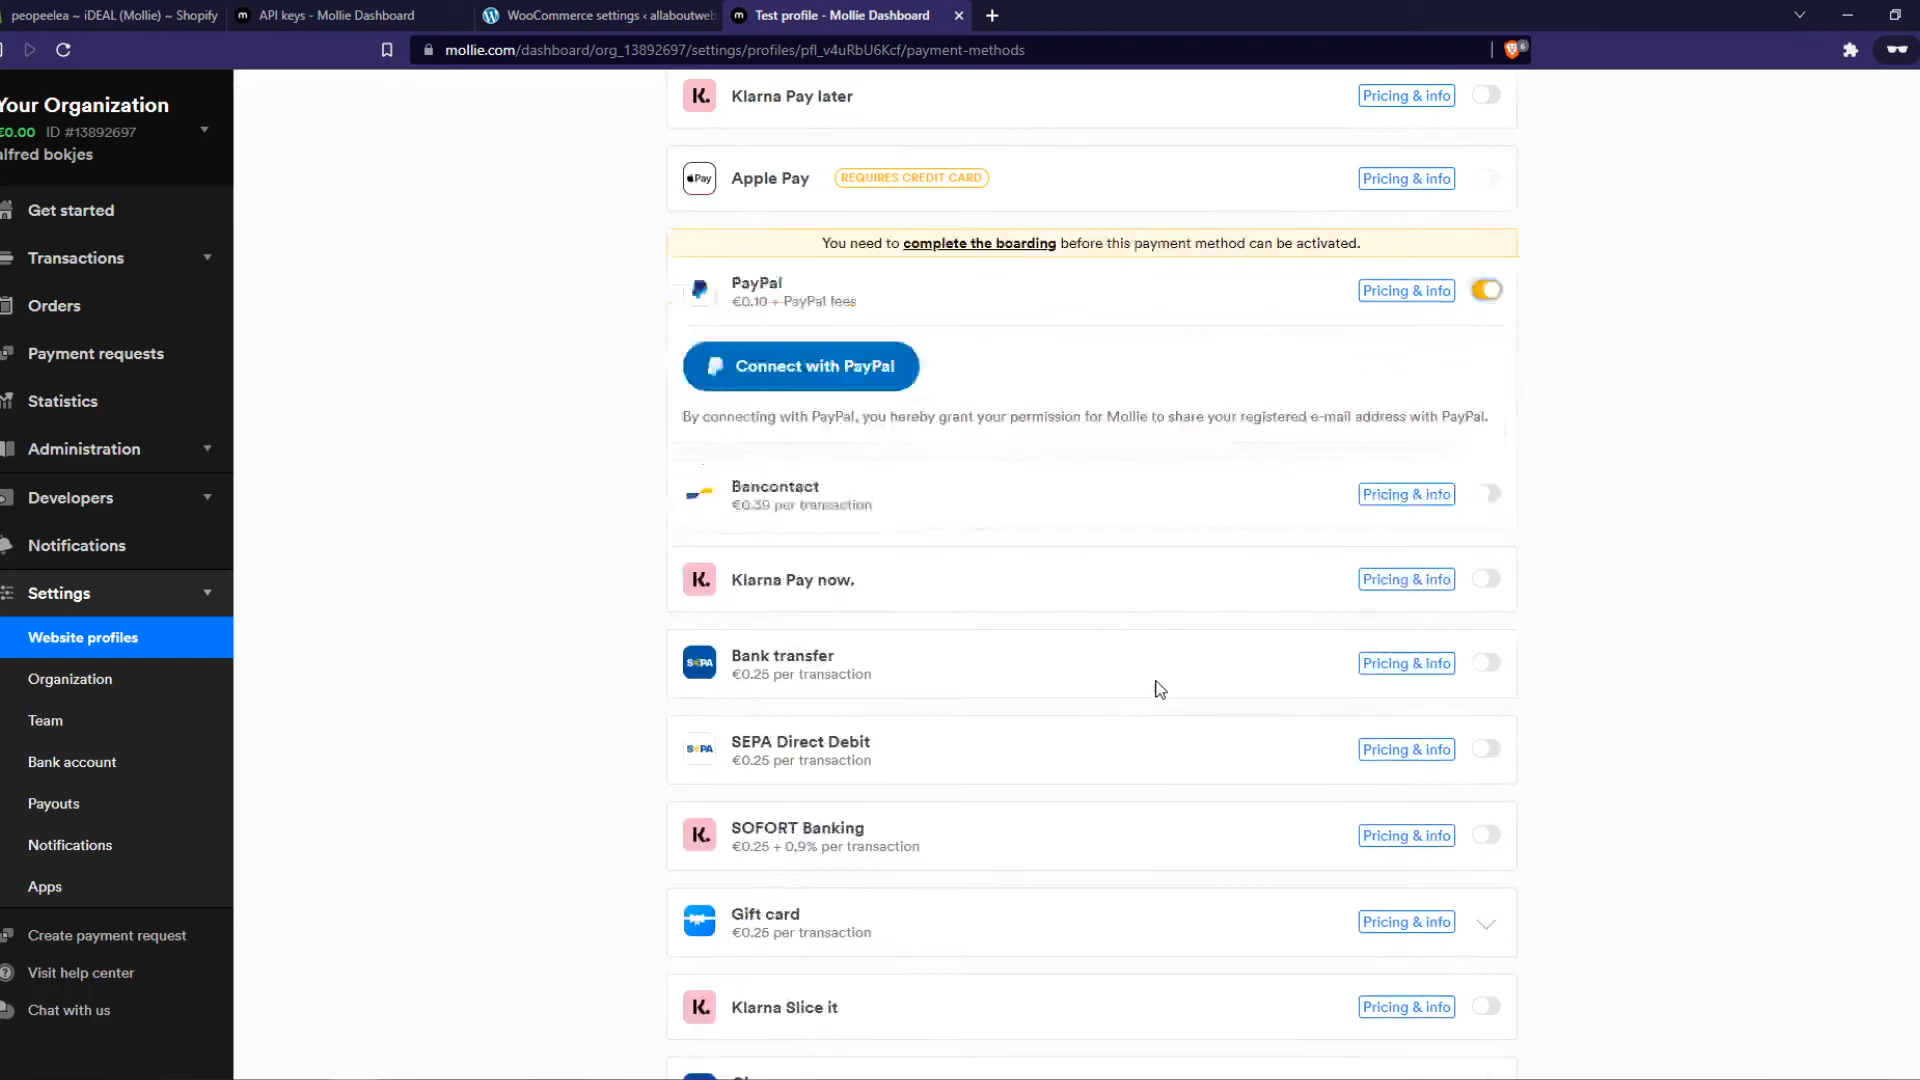 peopeelea ~ iDEAL (Mollie) ~ Shopify
API keys - Mollie Dashboard
WooCommerce settings ‹ allaboutweb
Test profile - Mollie Dashboard
mollie.com/dashboard/org_13892697/settings/profiles/pfl_v4uRbU6Kcf/payment-methods
Your Organization
€0.00 ID #13892697
alfred bokjes
Get started
Transactions
Orders
Payment requests
Statistics
Administration
Developers
Notifications
Settings
Website profiles
Organization
Team
Bank account
Payouts
Notifications
Apps
Create payment request
Visit help center
Chat with us
K. Klarna Pay later Pricing & info
Pay Apple Pay REQUIRES CREDIT CARD Pricing & info
You need to complete the boarding before this payment method can be activated.
PayPal Pricing & info
€0.10 + PayPal fees
Connect with PayPal
By connecting with PayPal, you hereby grant your permission for Mollie to share your registered e-mail address with PayPal.
Bancontact Pricing & info
€0.39 per transaction
K. Klarna Pay now. Pricing & info
SEPA Bank transfer Pricing & info
€0.25 per transaction
SEPA SEPA Direct Debit Pricing & info
€0.25 per transaction
K. SOFORT Banking Pricing & info
€0.25 + 0,9% per transaction
Gift card Pricing & info
€0.25 per transaction
K. Klarna Slice it Pricing & info